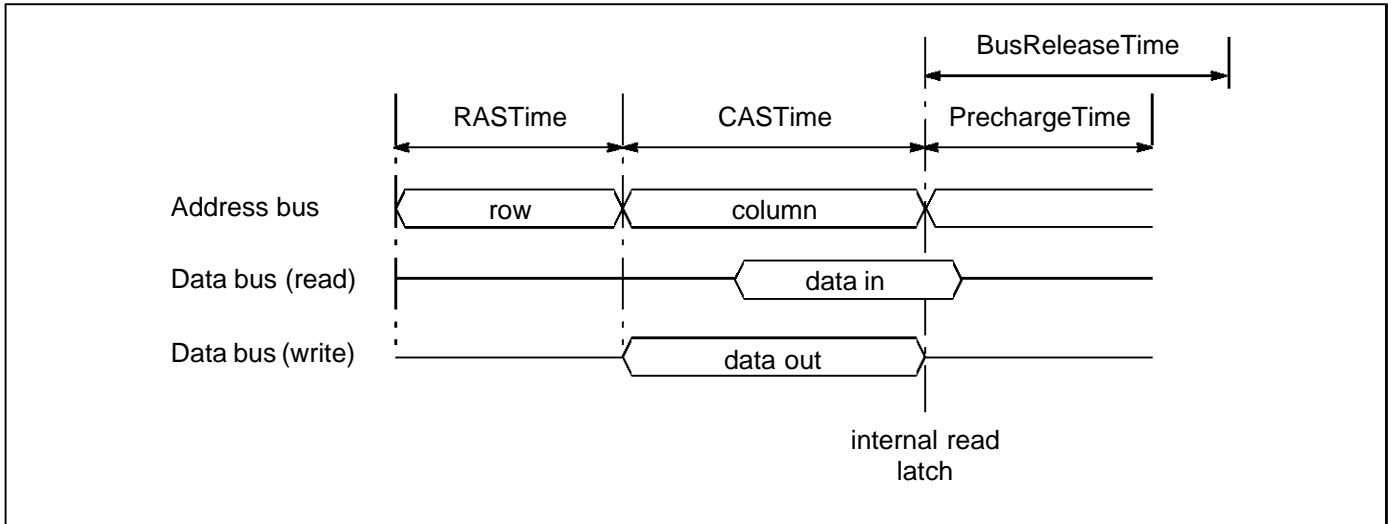 BusReleaseTime
RASTime CASTime PrechargeTime
Address bus row column
Data bus (read) data in
Data bus (write) data out
internal read
latch